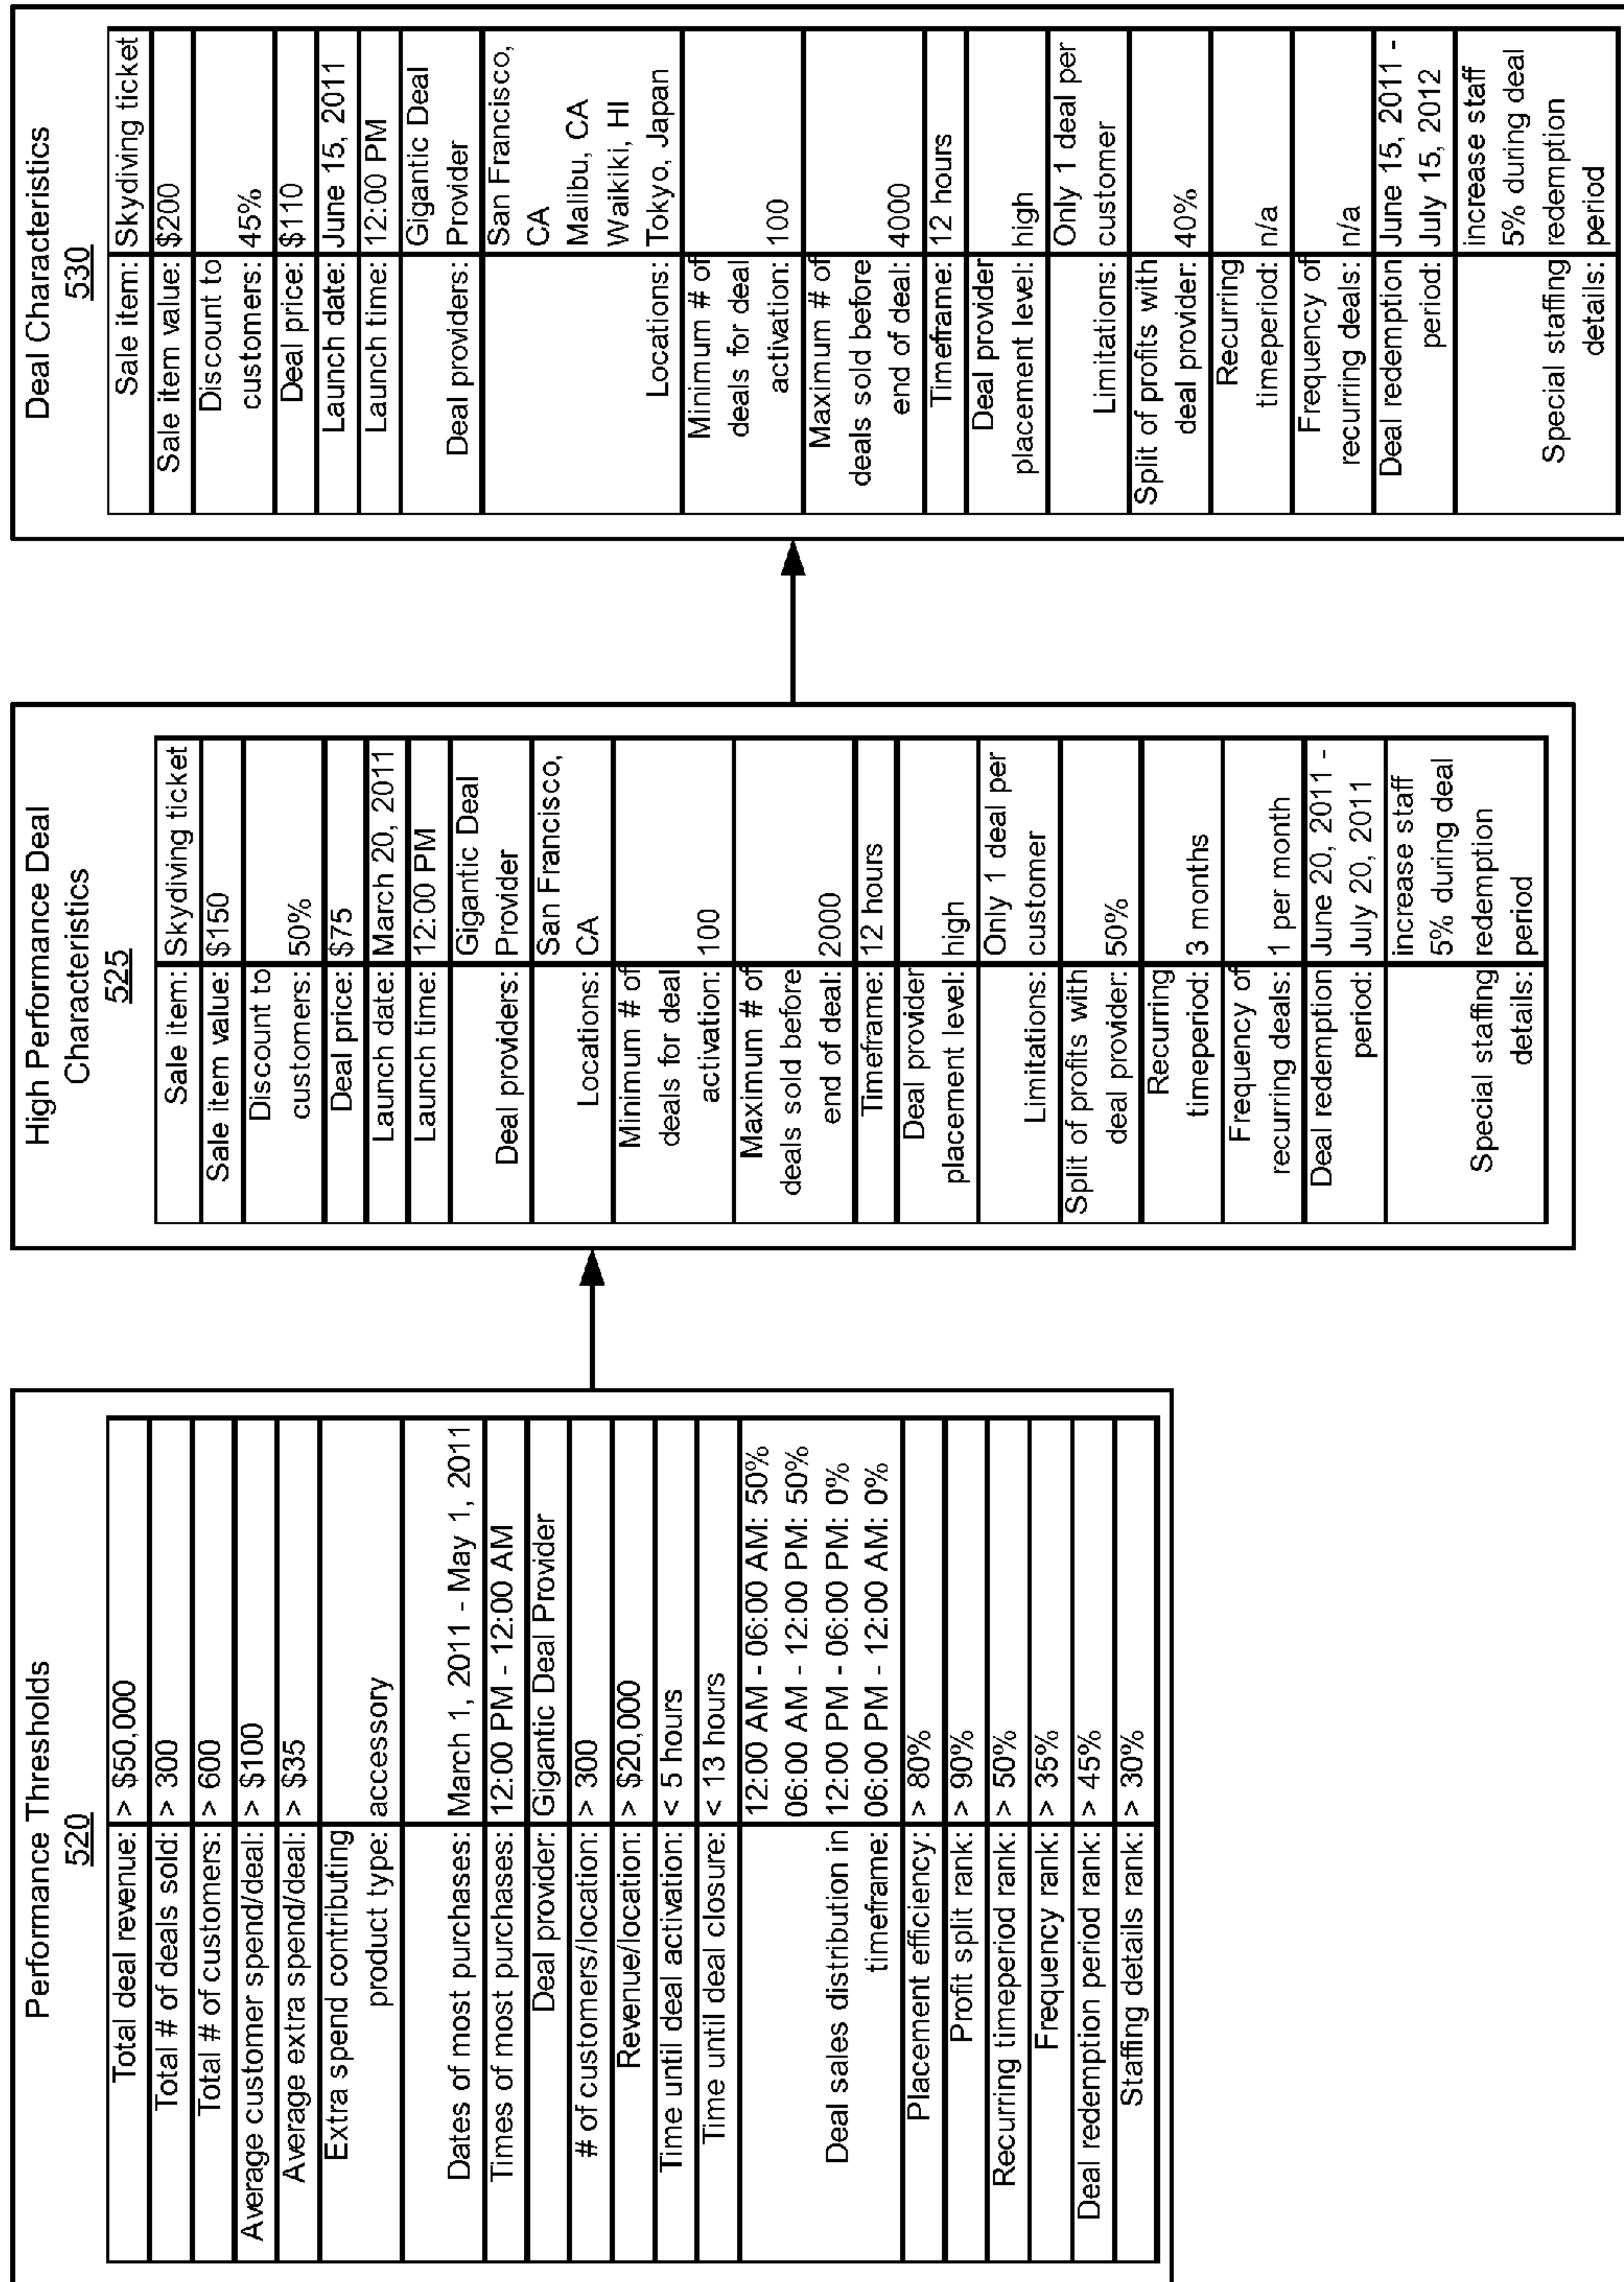 Performance Thresholds
520
Total deal revenue: > $50,000
Total # of deals sold: > 300
Total # of customers: > 600
Average customer spend/deal: > $100
Average extra spend/deal: > $35
Extra spend contributing
product type: accessory
Dates of most purchases: March 1, 2011 - May 1, 2011
Times of most purchases: 12:00 PM - 12:00 AM
Deal provider: Gigantic Deal Provider
# of customers/location: > 300
Revenue/location: > $20,000
Time until deal activation: < 5 hours
Time until deal closure: < 13 hours
12:00 AM - 06:00 AM: 50%
06:00 AM - 12:00 PM: 50%
Deal sales distribution in 12:00 PM - 06:00 PM: 0%
timeframe: 06:00 PM - 12:00 AM: 0%
Placement efficiency: > 80%
Profit split rank: > 90%
Recurring timeperiod rank: > 50%
Frequency rank: > 35%
Deal redemption period rank: > 45%
Staffing details rank: > 30%
High Performance Deal
Characteristics
525
Sale item: Skydiving ticket
Sale item value: $150
Discount to
customers: 50%
Deal price: $75
Launch date: March 20, 2011
Launch time: 12:00 PM
Gigantic Deal
Deal providers: Provider
San Francisco,
Locations: CA
Minimum # of
deals for deal
activation: 100
Maximum # of
deals sold before
end of deal: 2000
Timeframe: 12 hours
Deal provider
placement level: high
Only 1 deal per
Limitations: customer
Split of profits with
deal provider: 50%
Recurring
timeperiod: 3 months
Frequency of
recurring deals: 1 per month
Deal redemption June 20, 2011 -
period: July 20, 2011
increase staff
5% during deal
Special staffing redemption
details: period
Deal Characteristics
530
Sale item: Skydiving ticket
Sale item value: $200
Discount to
customers: 45%
Deal price: $110
Launch date: June 15, 2011
Launch time: 12:00 PM
Gigantic Deal
Deal providers: Provider
San Francisco,
CA
Malibu, CA
Waikiki, HI
Locations: Tokyo, Japan
Minimum # of
deals for deal
activation: 100
Maximum # of
deals sold before
end of deal: 4000
Timeframe: 12 hours
Deal provider
placement level: high
Only 1 deal per
Limitations: customer
Split of profits with
deal provider: 40%
Recurring
timeperiod: n/a
Frequency of
recurring deals: n/a
Deal redemption June 15, 2011 -
period: July 15, 2012
increase staff
5% during deal
Special staffing redemption
details: period